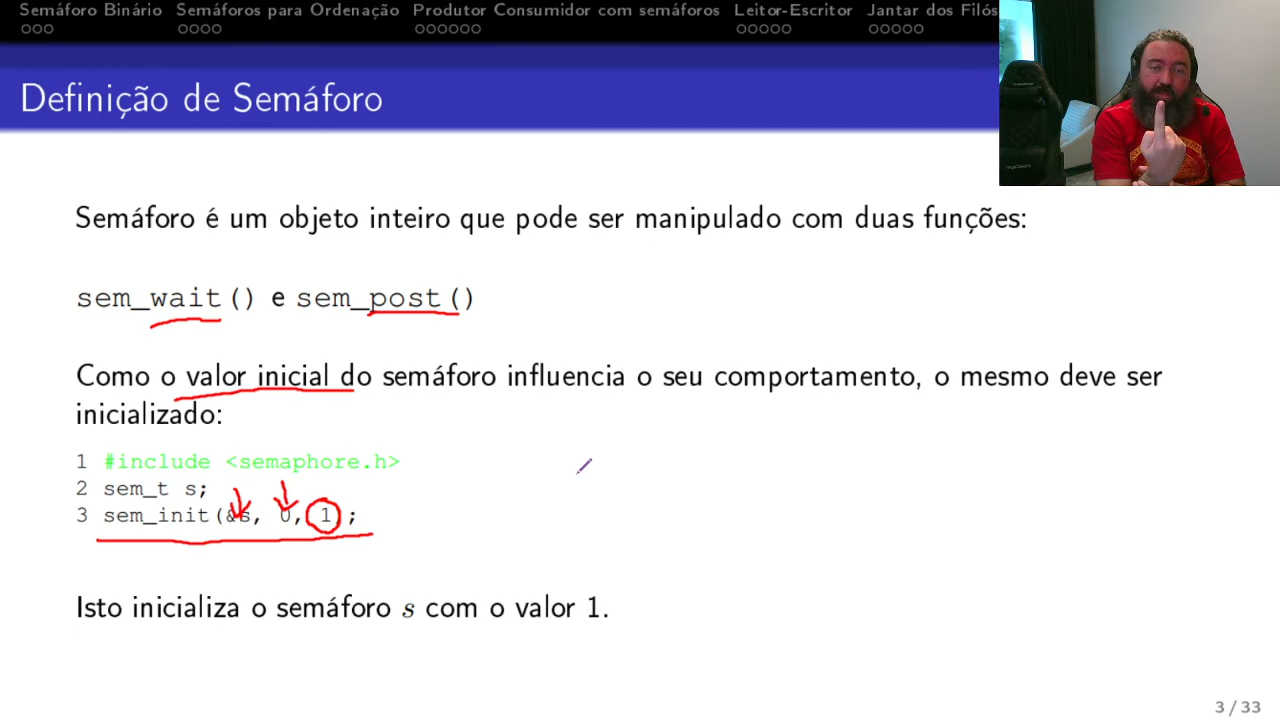 Semáforo Binário Semáforos para Ordenação Produtor Consumidor com semáforos Leitor-Escritor Jantar dos Filós
Definição de Semáforo
Semáforo é um objeto inteiro que pode ser manipulado com duas funções:
sem_wait() e sem_post()
Como o valor inicial do semáforo influencia o seu comportamento, o mesmo deve ser
inicializado:
1 #include <semaphore.h>
2 sem_t s;
3 sem_init(&s, 0, 1 ;
Isto inicializa o semáforo s com o valor 1.
3 / 33